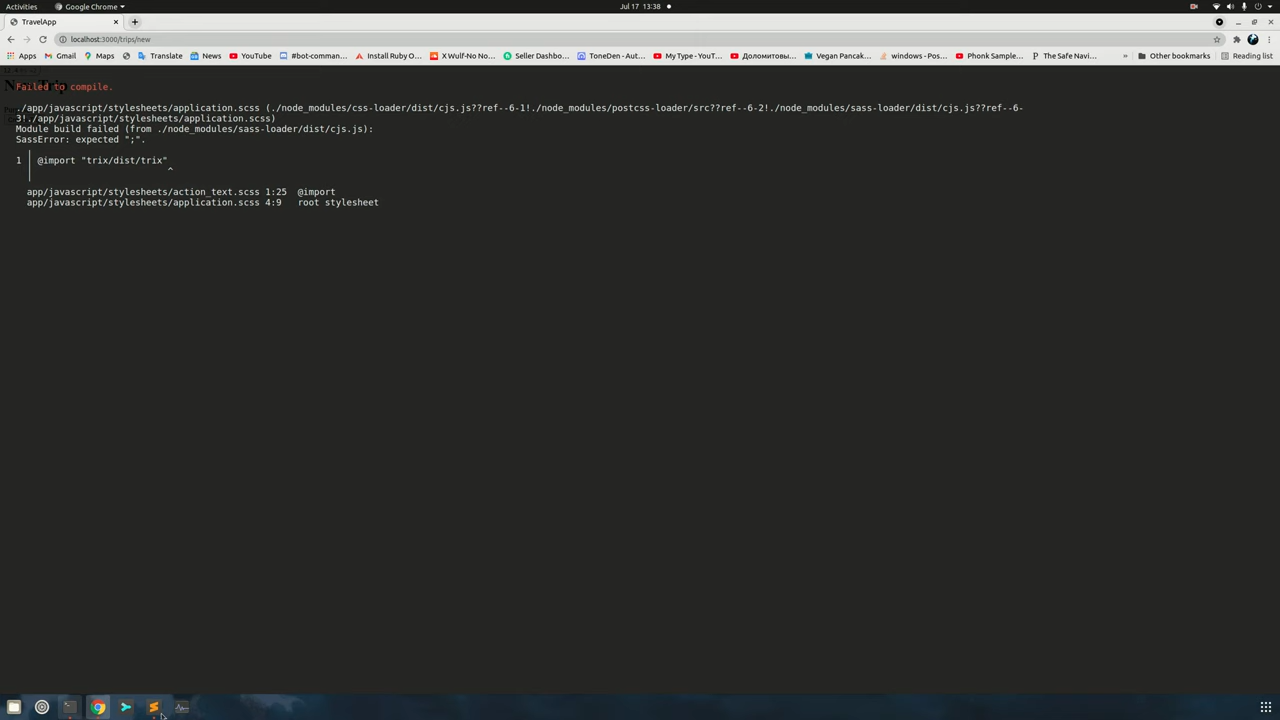 Activities
Google Chrome
Jul 17 13:38
TravelApp
localhost:3000/trips/new
Apps
Gmail
Maps
Translate
News
YouTube
#bot-comman...
Install Ruby O...
X Wulf-No No...
Seller Dashbo...
ToneDen - Aut...
My Type - YouT...
Доломитовы...
Vegan Pancak...
windows - Pos...
Phonk Sample...
The Safe Navi...
»
Other bookmarks
Reading list
Failed to compile.
./app/javascript/stylesheets/application.scss (./node_modules/css-loader/dist/cjs.js??ref--6-1!./node_modules/postcss-loader/src??ref--6-2!./node_modules/sass-loader/dist/cjs.js??ref--6-
3!./app/javascript/stylesheets/application.scss)
Module build failed (from ./node_modules/sass-loader/dist/cjs.js):
SassError: expected ";".
1 │ @import "trix/dist/trix"
^
app/javascript/stylesheets/action_text.scss 1:25 @import
app/javascript/stylesheets/application.scss 4:9 root stylesheet